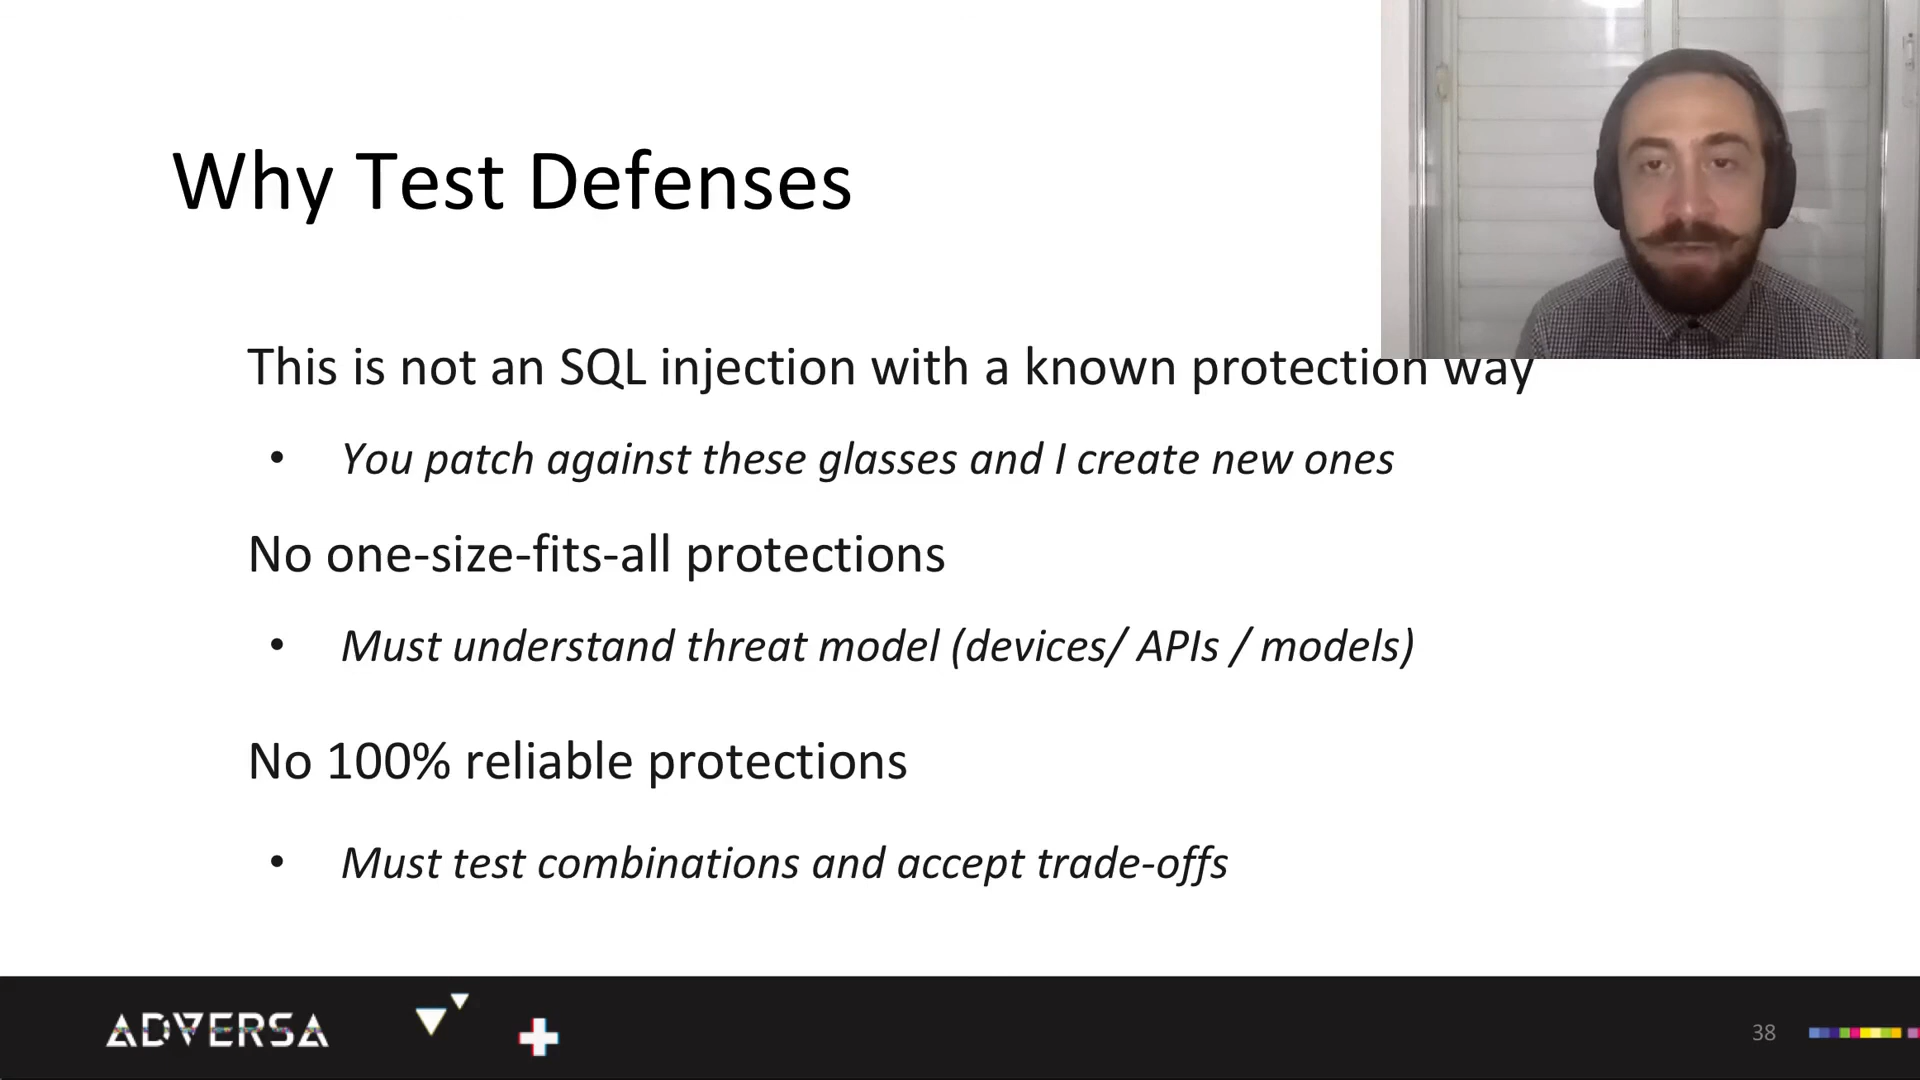 Why Test Defenses
This is not an SQL injection with a known protection way
• You patch against these glasses and I create new ones
No one-size-fits-all protections
• Must understand threat model (devices/ APIs / models)
No 100% reliable protections
• Must test combinations and accept trade-offs
ADVERSA
38